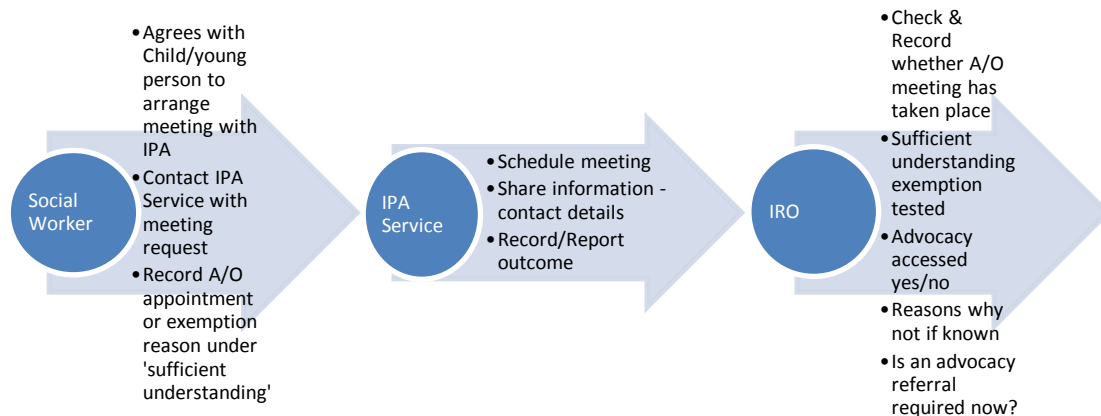 Social
Worker
•Agrees with
Child/young
person to
arrange
meeting with
IPA
•Contact IPA
Service with
meeting
request
•Record A/O
appointment
or exemption
reason under
'sufficient
understanding'
IPA
Service
•Schedule meeting
•Share information -
contact details
•Record/Report
outcome
IRO
•Check &
Record
whether A/O
meeting has
taken place
•Sufficient
understanding
exemption
tested
•Advocacy
accessed
yes/no
•Reasons why
not if known
•Is an advocacy
referral
required now?